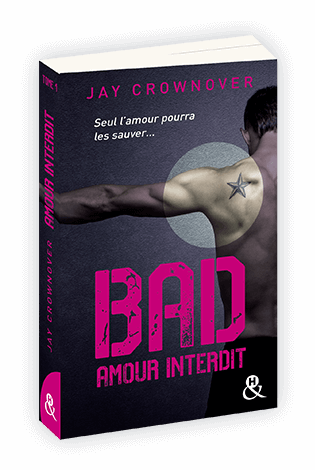 JAY CROWNOVER
Seul l'amour pourra
les sauver...
BAD
AMOUR INTERDIT
H
&
TOME 1
AMOUR INTERDIT
JAY CROWNOVER
&